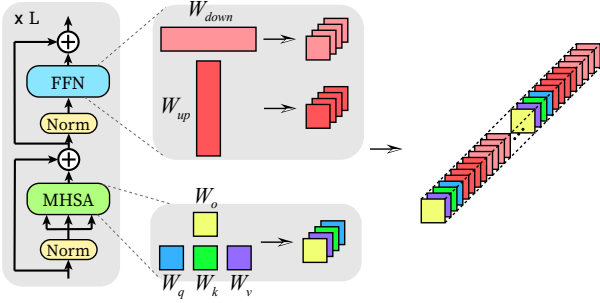 x L
FFN
Norm
MHSA
Norm
W_down
W_up
W_o
W_q W_k W_v